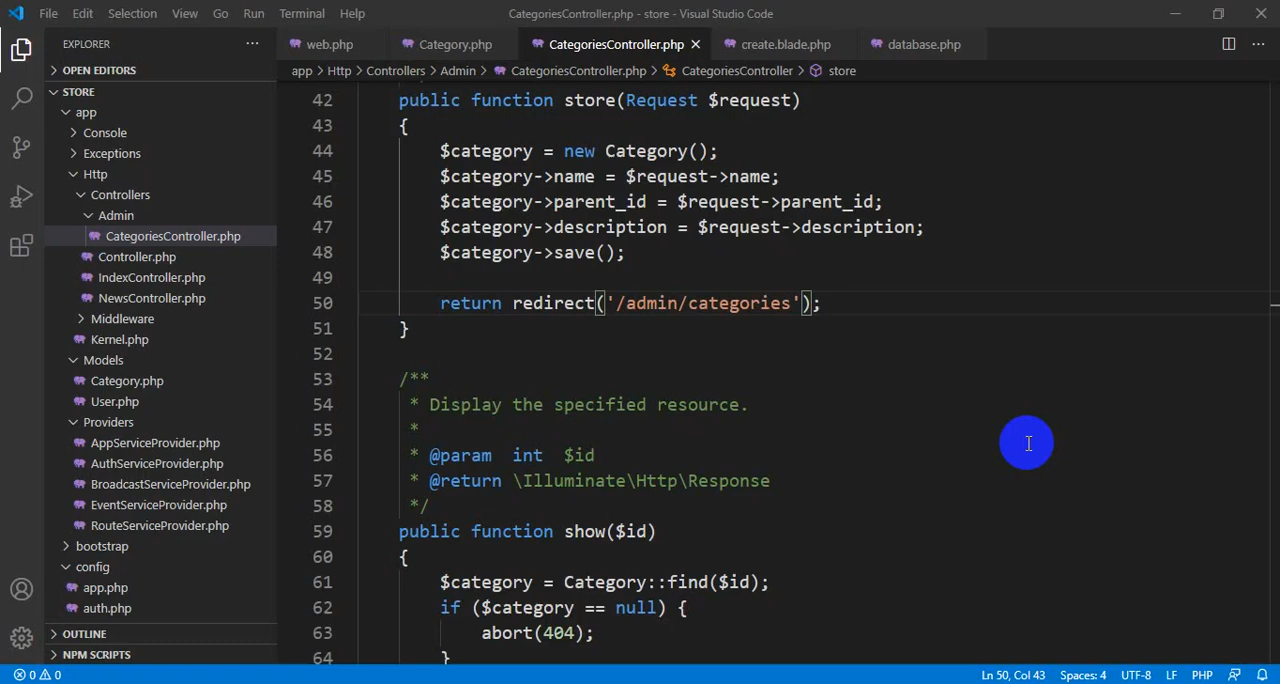 File Edit Selection View Go Run Terminal Help CategoriesController.php - store - Visual Studio Code
EXPLORER
OPEN EDITORS
STORE
app
Console
Exceptions
Http
Controllers
Admin
CategoriesController.php
Controller.php
IndexController.php
NewsController.php
Middleware
Kernel.php
Models
Category.php
User.php
Providers
AppServiceProvider.php
AuthServiceProvider.php
BroadcastServiceProvider.php
EventServiceProvider.php
RouteServiceProvider.php
bootstrap
config
app.php
auth.php
OUTLINE
NPM SCRIPTS
web.php Category.php CategoriesController.php create.blade.php database.php
app > Http > Controllers > Admin > CategoriesController.php > CategoriesController > store
42 public function store(Request $request)
43 {
44 $category = new Category();
45 $category->name = $request->name;
46 $category->parent_id = $request->parent_id;
47 $category->description = $request->description;
48 $category->save();
49
50 return redirect('/admin/categories');
51 }
52
53 /**
54 * Display the specified resource.
55 *
56 * @param int $id
57 * @return \Illuminate\Http\Response
58 */
59 public function show($id)
60 {
61 $category = Category::find($id);
62 if ($category == null) {
63 abort(404);
64 }
0 0 Ln 50, Col 43 Spaces: 4 UTF-8 LF PHP